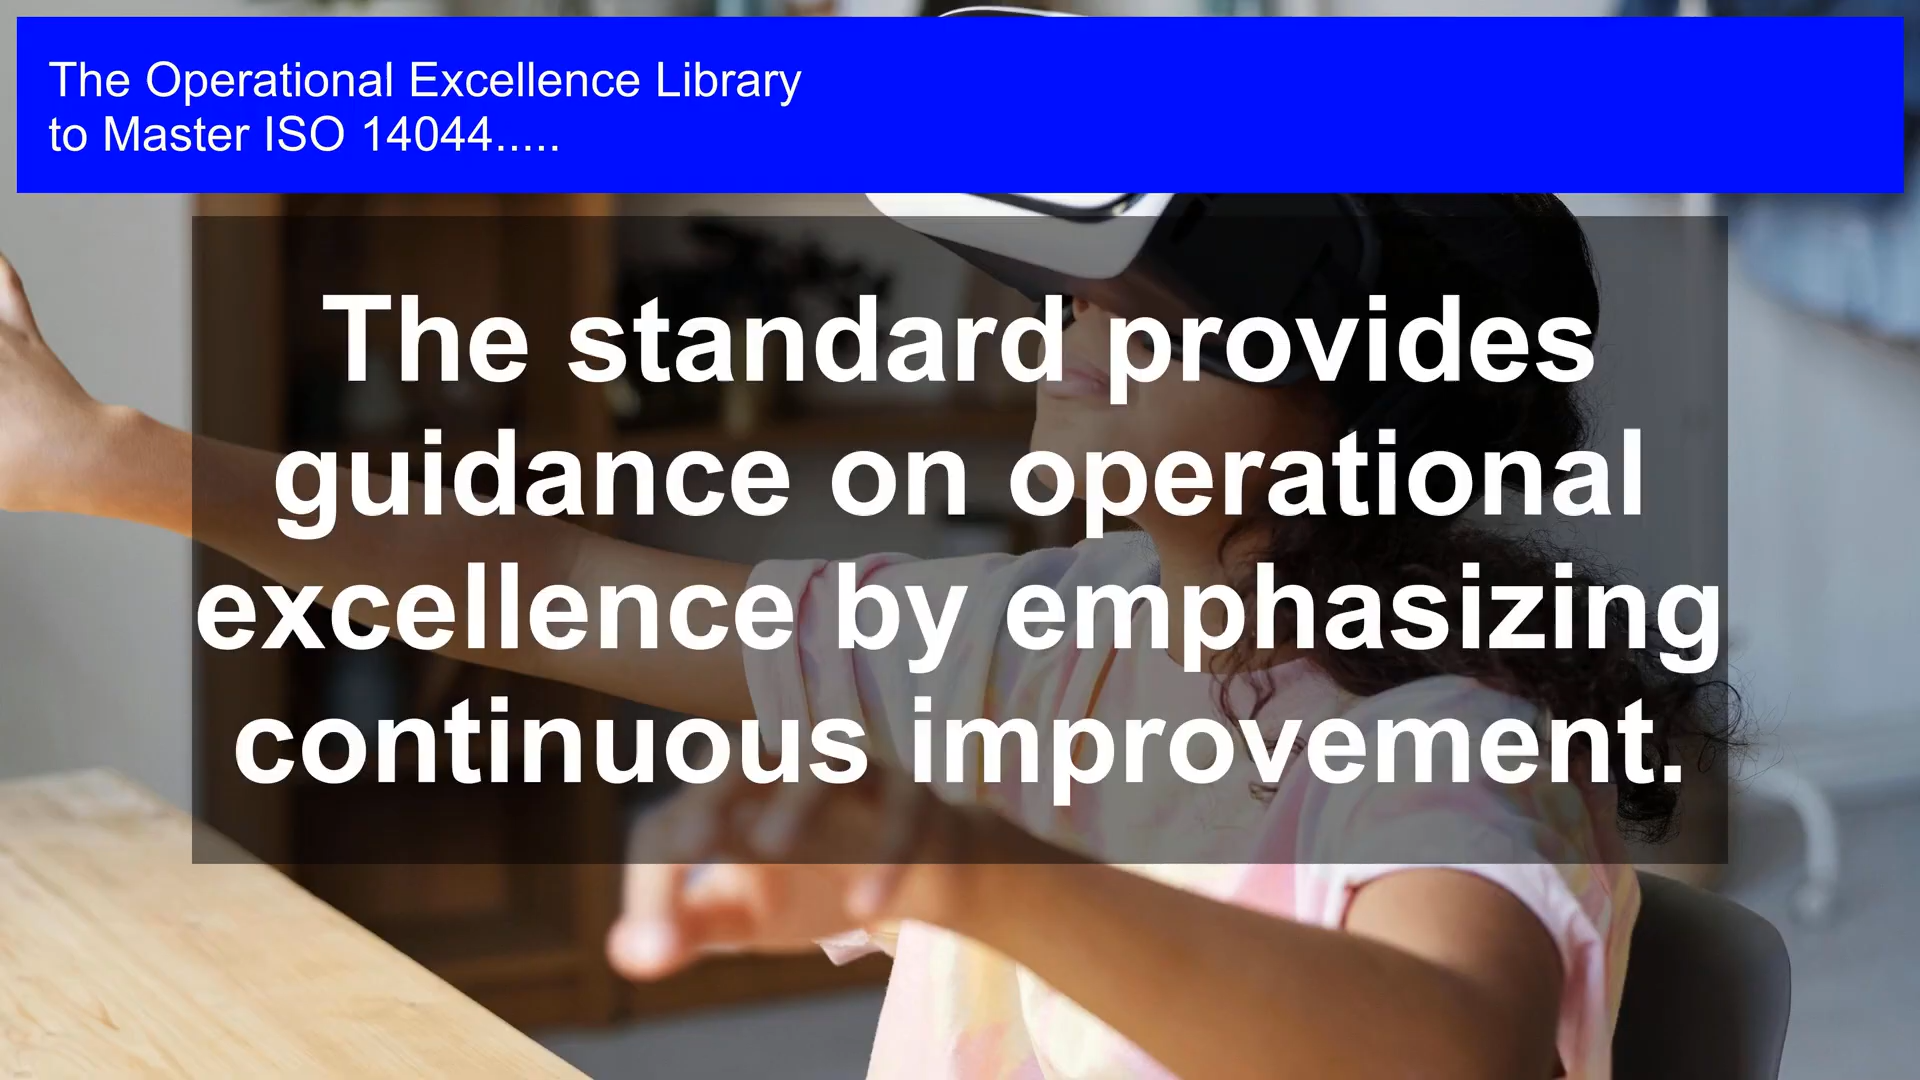 The Operational Excellence Library
to Master ISO 14044.....
The standard provides
guidance on operational
excellence by emphasizing
continuous improvement.